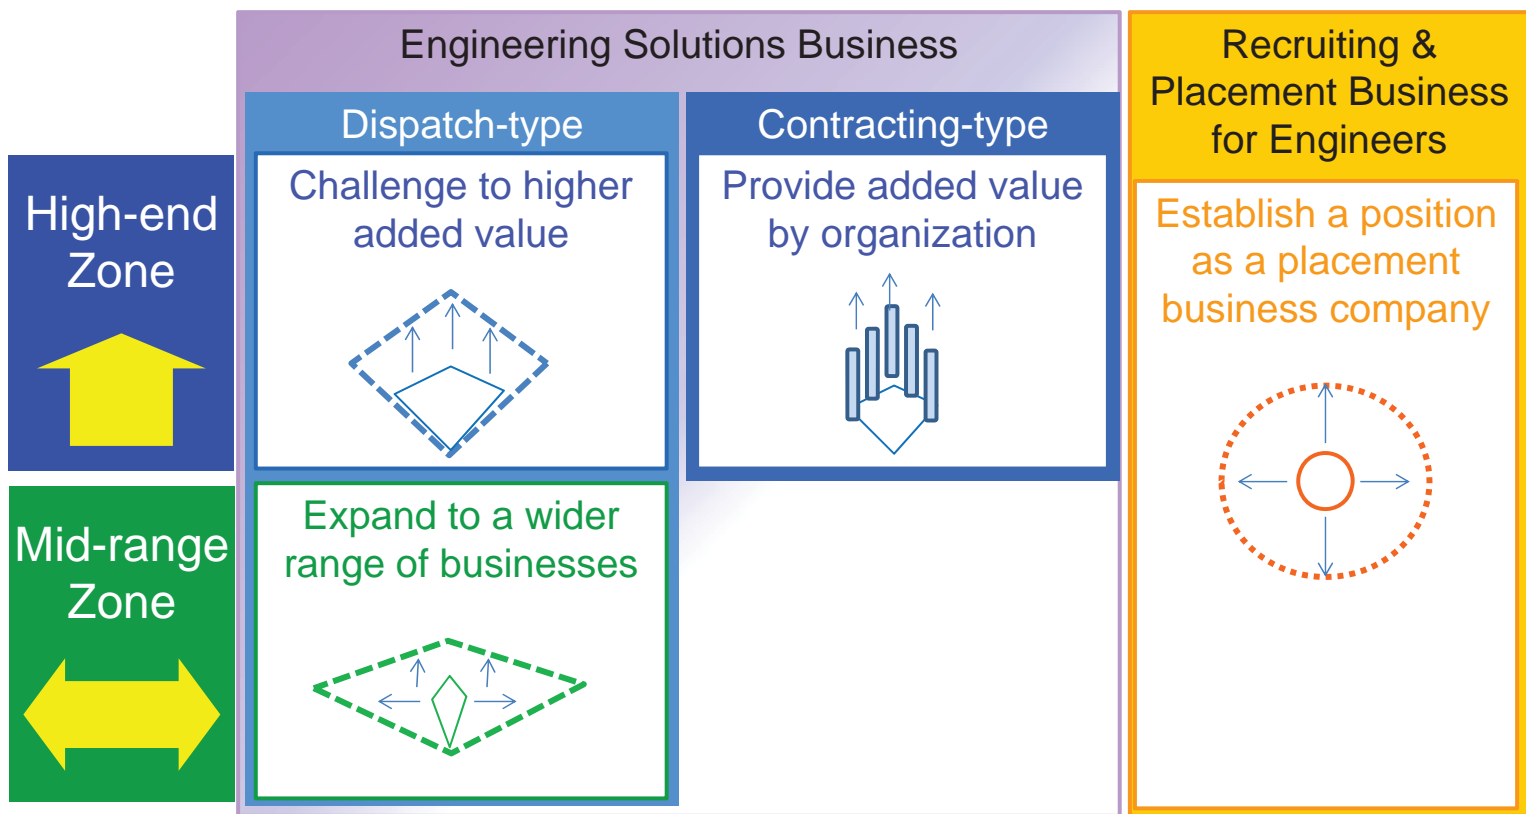 Engineering Solutions Business
Recruiting &
Placement Business
for Engineers
Dispatch-type
Contracting-type
High-end
Zone
Challenge to higher
added value
Provide added value
by organization
Establish a position
as a placement
business company
Mid-range
Zone
Expand to a wider
range of businesses